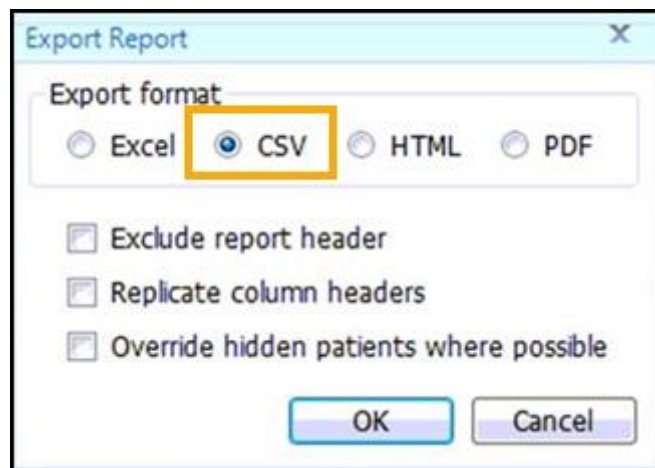 Export Report
Export format
Excel CSV HTML PDF
Exclude report header
Replicate column headers
Override hidden patients where possible
OK Cancel